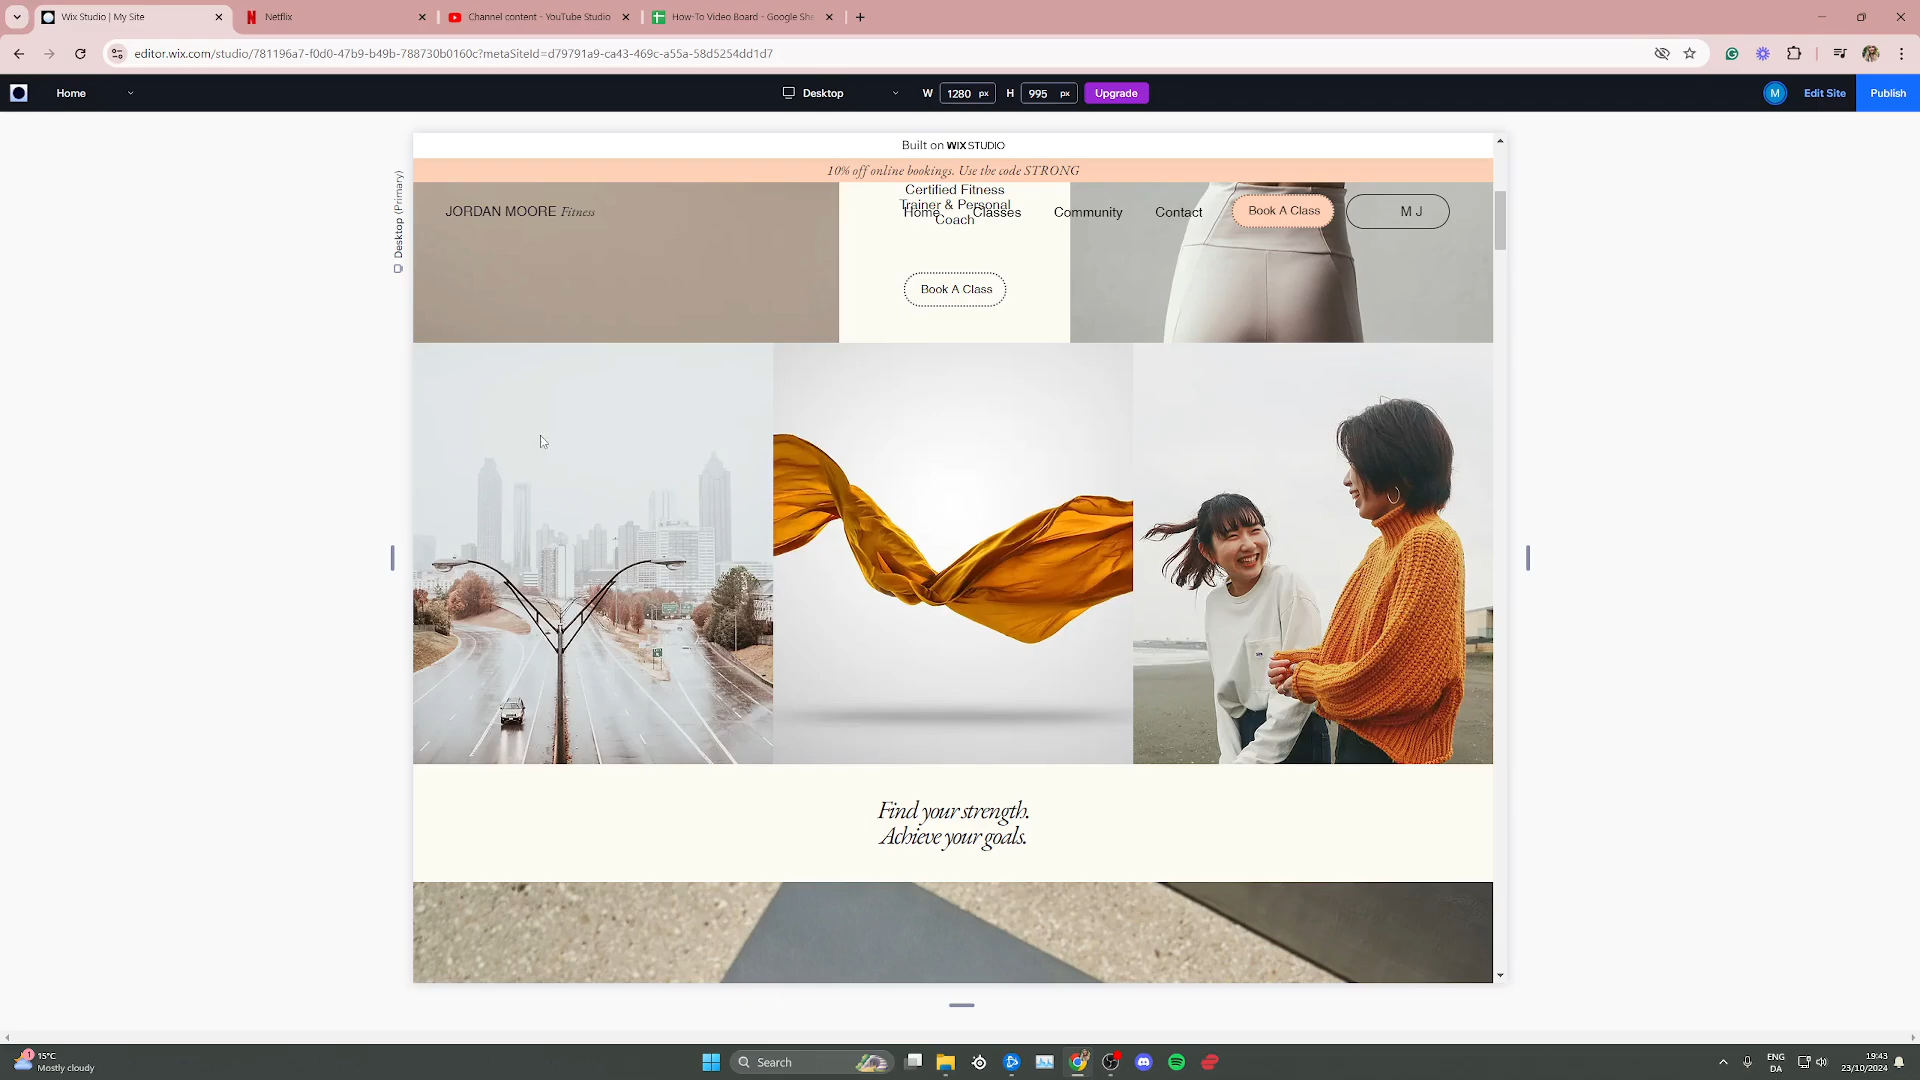 Wix Studio | My Site
Netflix
Channel content - YouTube Studio
How-To Video Board - Google She
editor.wix.com/studio/781196a7-f0d0-47b9-b49b-788730b0160c?metaSiteId=d79791a9-ca43-469c-a55a-58d5254dd1d7
Home
Desktop
W 1280 px
H 995 px
Upgrade
M
Edit Site
Publish
Desktop (Primary)
Built on WIX STUDIO
10% off online bookings. Use the code STRONG
Certified Fitness
Trainer & Personal
Coach
JORDAN MOORE Fitness
Home
Classes
Community
Contact
Book A Class
M J
Book A Class
Find your strength.
Achieve your goals.
1
15°C
Mostly cloudy
Search
ENG
DA
19:43
23/10/2024